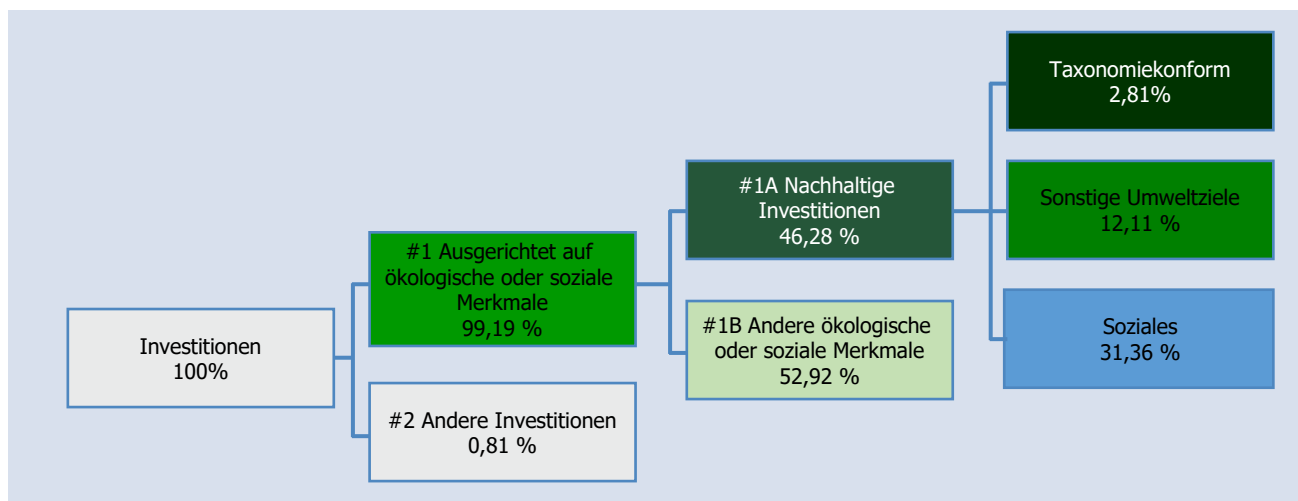 Investitionen
100%
#1 Ausgerichtet auf
ökologische oder soziale
Merkmale
99,19 %
#2 Andere Investitionen
0,81 %
#1A Nachhaltige
Investitionen
46,28 %
#1B Andere ökologische
oder soziale Merkmale
52,92 %
Taxonomiekonform
2,81%
Sonstige Umweltziele
12,11 %
Soziales
31,36 %